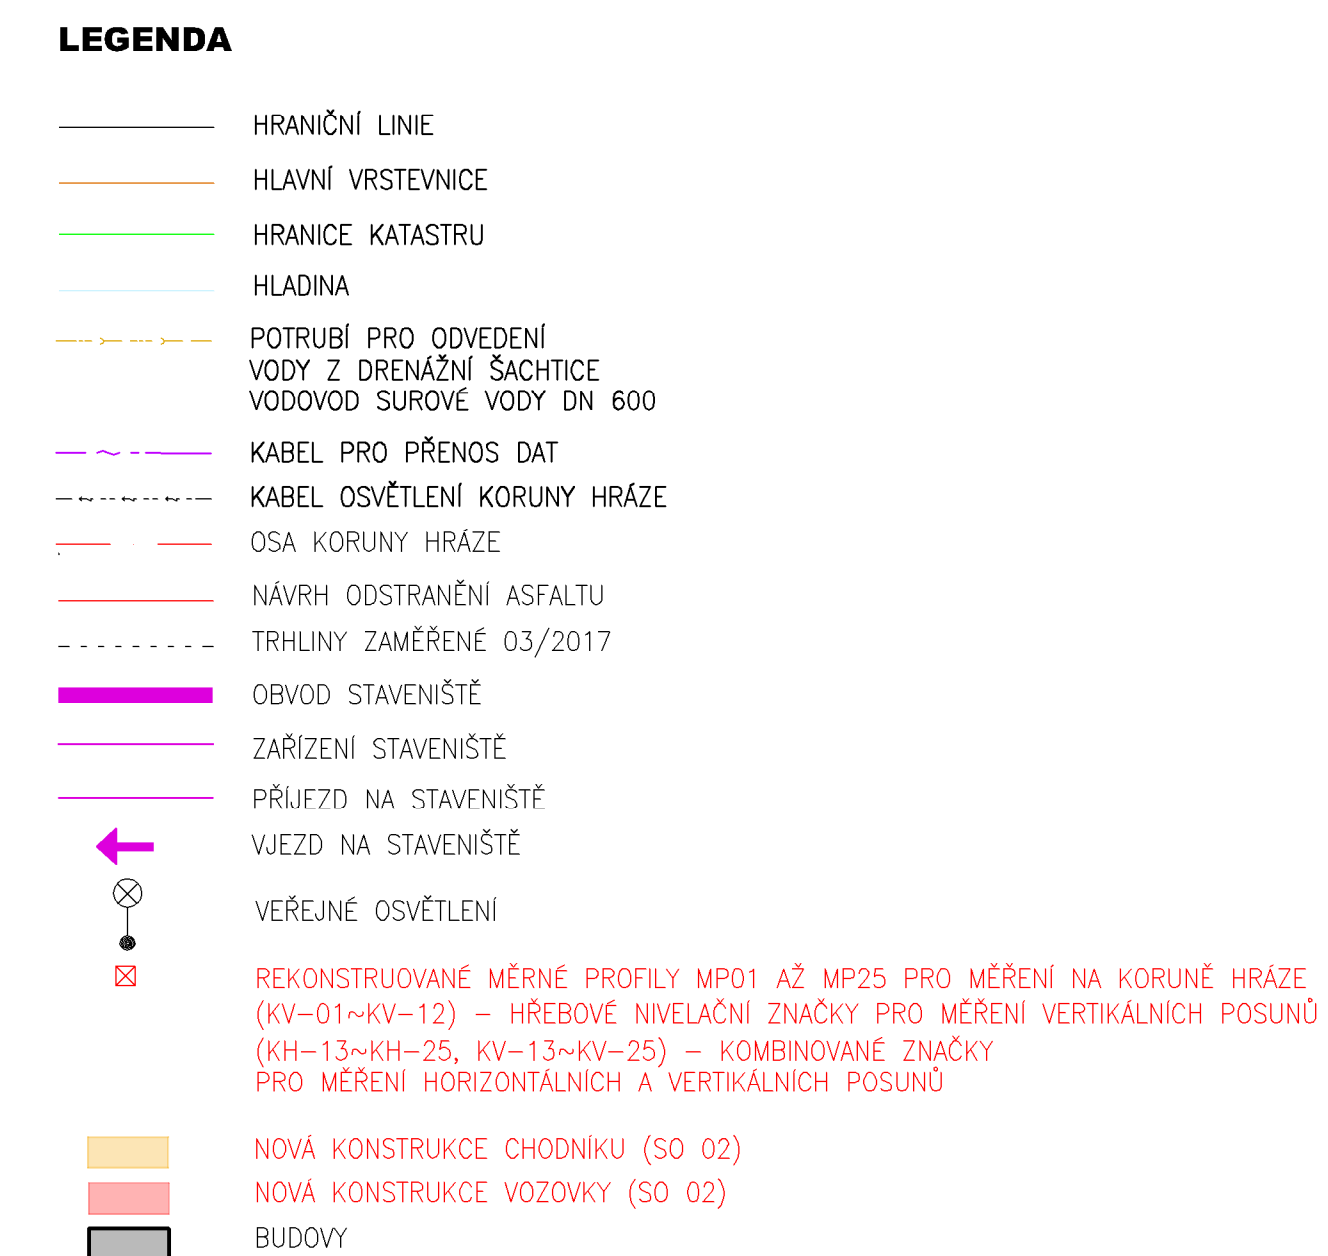 LEGENDA
HRANIČNÍ LINIE
HLAVNÍ VRSTEVNICE
HRANICE KATASTRU
HLADINA
POTRUBÍ PRO ODVEDENÍ
VODY Z DRENÁŽNÍ ŠACHTICE
VODOVOD SUROVÉ VODY DN 600
KABEL PRO PŘENOS DAT
KABEL OSVĚTLENÍ KORUNY HRÁZE
OSA KORUNY HRÁZE
NÁVRH ODSTRANĚNÍ ASFALTU
TRHLINY ZAMĚŘENÉ 03/2017
OBVOD STAVENIŠTĚ
ZAŘÍZENÍ STAVENIŠTĚ
PŘÍJEZD NA STAVENIŠTĚ
VJEZD NA STAVENIŠTĚ
VEŘEJNÉ OSVĚTLENÍ
REKONSTRUOVANÉ MĚRNÉ PROFILY MP01 AŽ MP25 PRO MĚŘENÍ NA KORUNĚ HRÁZE
(KV–01~KV–12) – HŘEBOVÉ NIVELAČNÍ ZNAČKY PRO MĚŘENÍ VERTIKÁLNÍCH POSUNŮ
(KH–13~KH–25, KV–13~KV–25) – KOMBINOVANÉ ZNAČKY
PRO MĚŘENÍ HORIZONTÁLNÍCH A VERTIKÁLNÍCH POSUNŮ
NOVÁ KONSTRUKCE CHODNÍKU (SO 02)
NOVÁ KONSTRUKCE VOZOVKY (SO 02)
BUDOVY